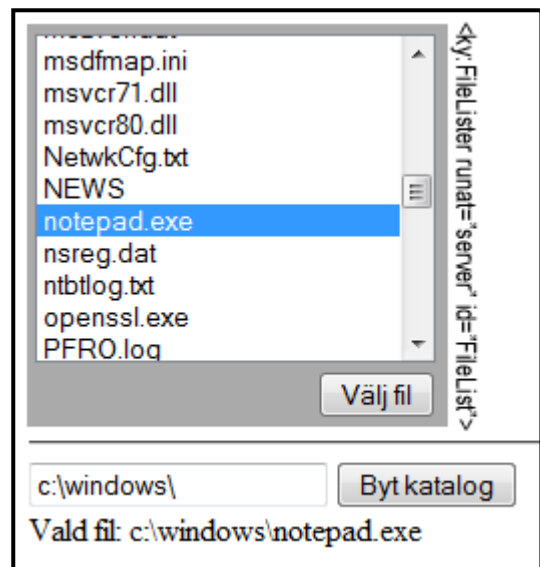 msdfmap.ini
msvcr71.dll
msvcr80.dll
NetwkCfg.txt
NEWS
notepad.exe
nsreg.dat
ntbtlog.txt
openssl.exe
PFRO.log
Välj fil
<ky:FileLister runat="server" id="FileList">
c:\windows\
Byt katalog
Vald fil: c:\windows\notepad.exe